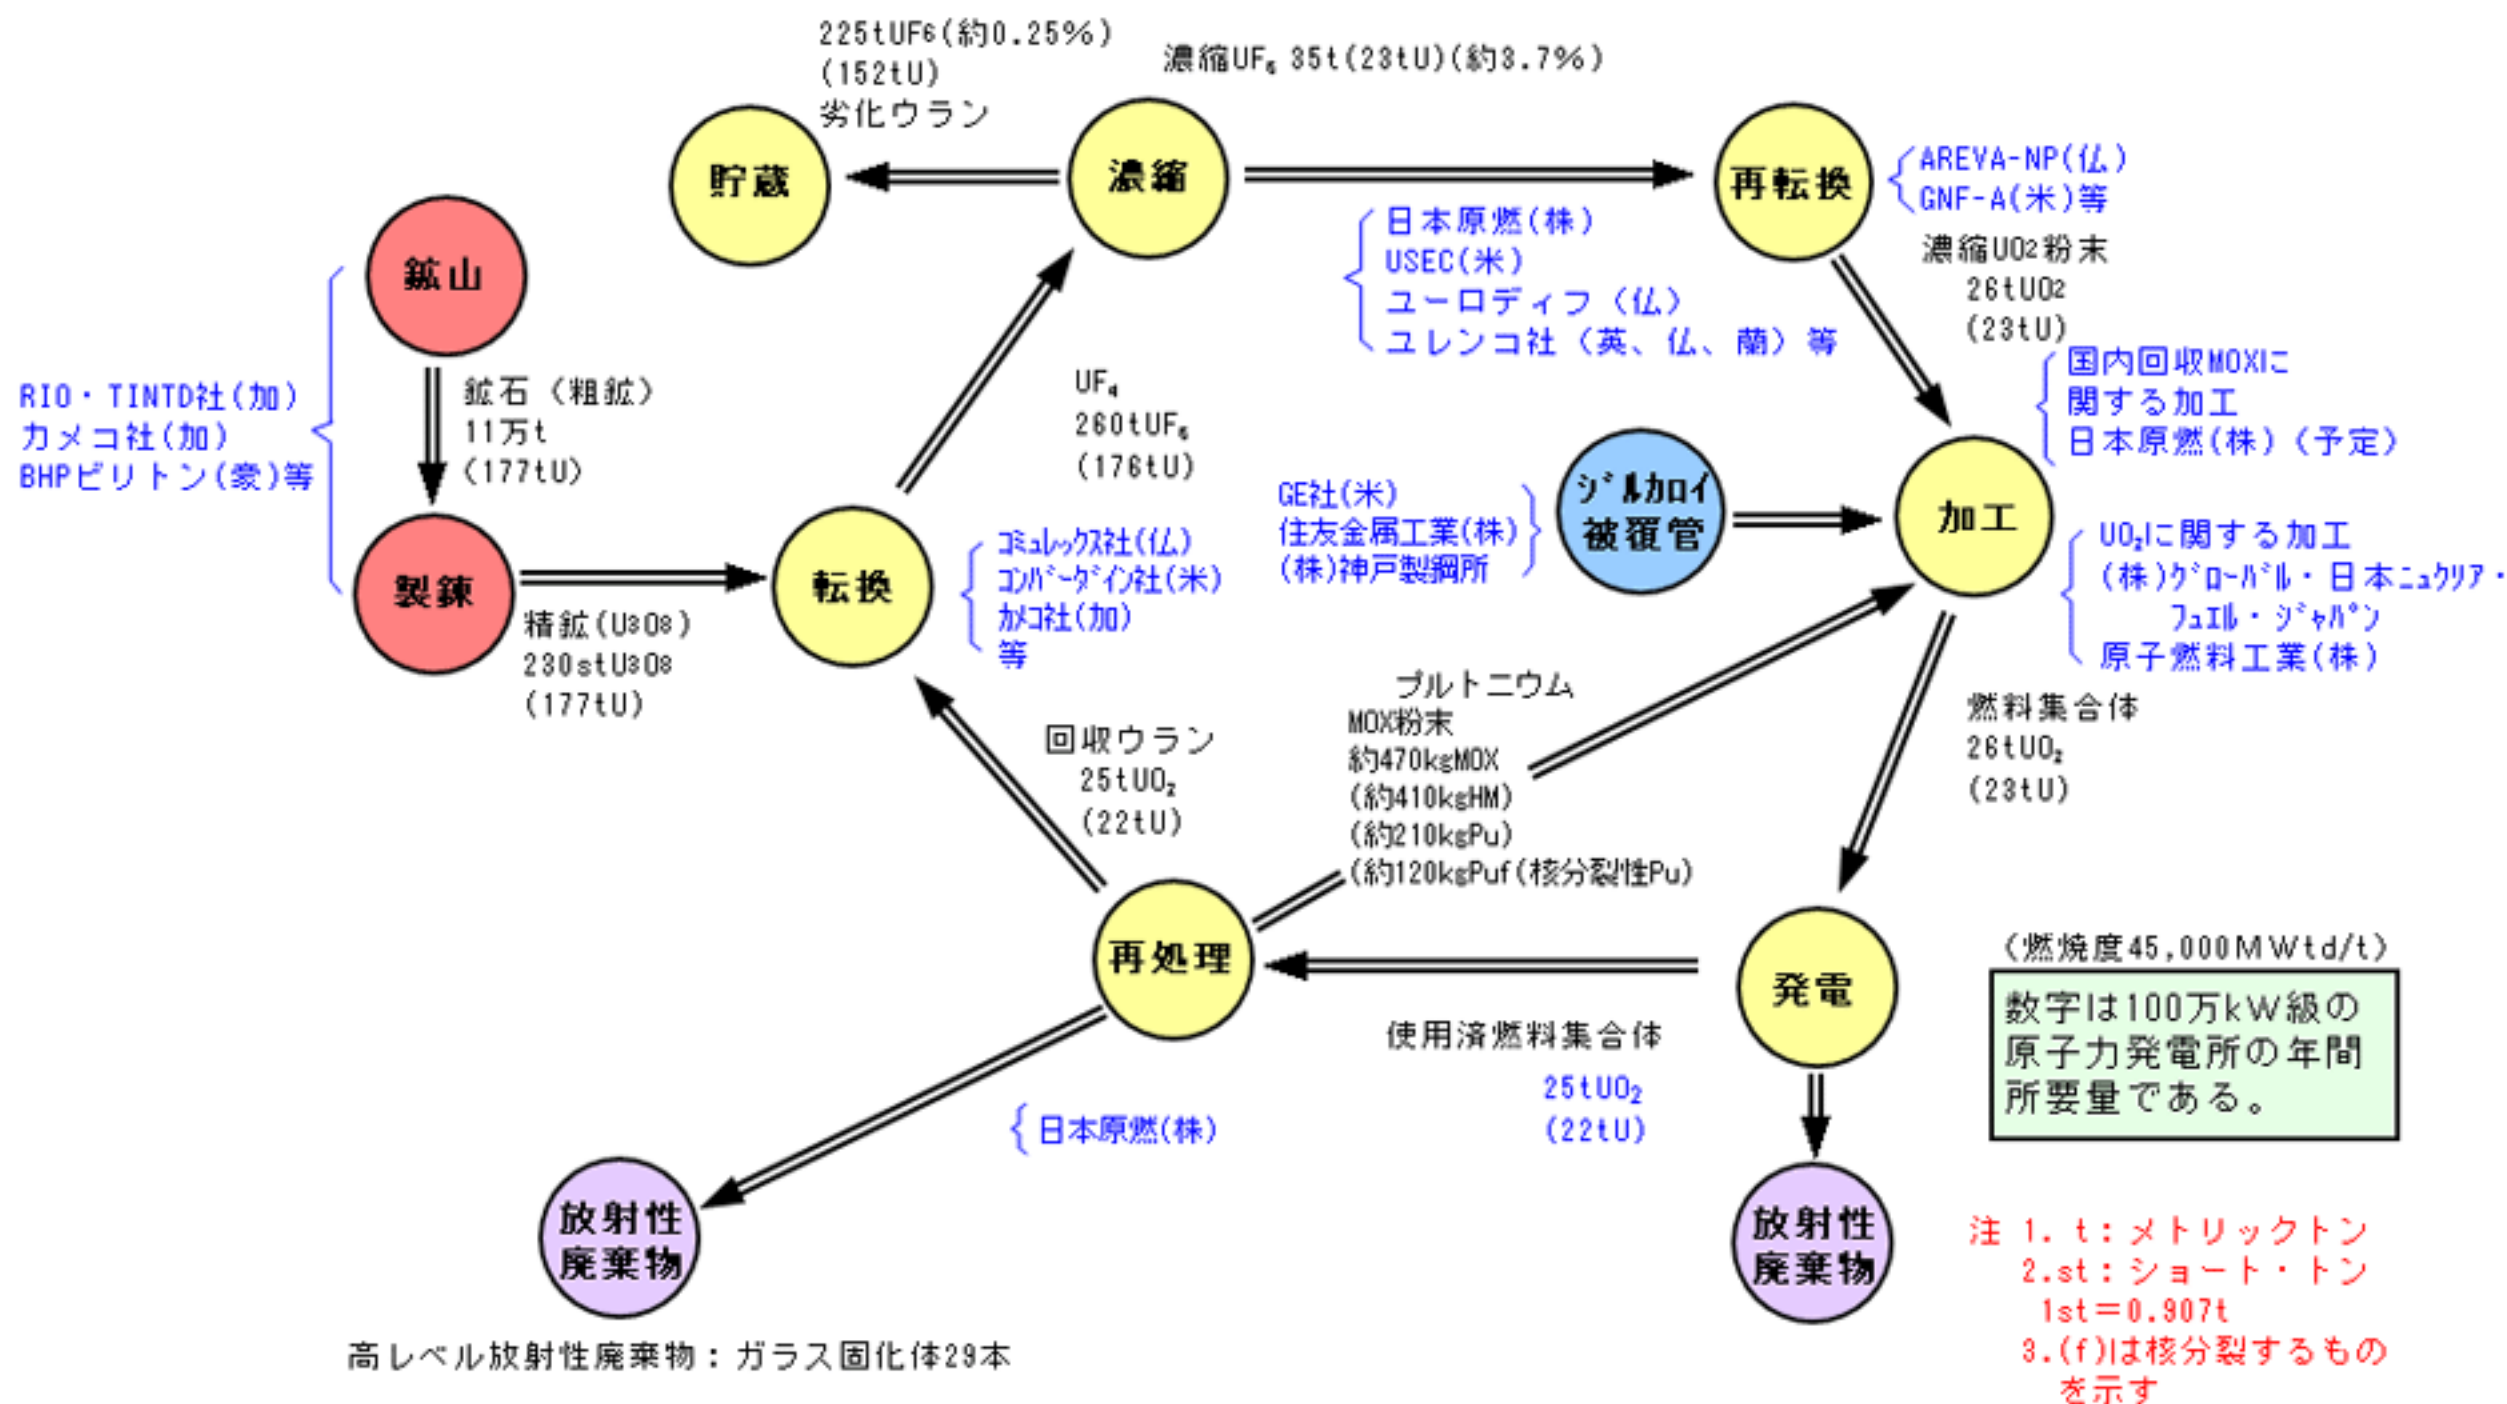 225tUF6(約0.25%)
(152tU)
劣化ウラン
濃縮UF₆ 35t(23tU)(約3.7%)
貯蔵
濃縮
再転換
AREVA-NP(仏)
GNF-A(米)等
日本原燃(株)
USEC(米)
ユーロディフ（仏）
ユレンコ社（英、仏、蘭）等
濃縮UO2粉末
26tUO2
(23tU)
鉱山
RIO・TINTD社(加)
カメコ社(加)
BHPビリトン(豪)等
鉱石（粗鉱）
11万t
(177tU)
UF₄
260tUF₆
(176tU)
国内回収MOXに
関する加工
日本原燃(株)（予定）
GE社(米)
住友金属工業(株)
(株)神戸製鋼所
ｼﾞﾙｶﾛｲ
被覆管
加工
製錬
精鉱(U3O8)
230stU3O8
(177tU)
転換
ｺﾐｭﾚｯｸｽ社(仏)
ｺﾝﾊﾞｰﾀﾞｲﾝ社(米)
ｶﾒｺ社(加)
等
UO₂に関する加工
(株)ｸﾞﾛｰﾊﾞﾙ・日本ﾆｭｸﾘｱ・
ﾌｭｴﾙ・ｼﾞｬﾊﾟﾝ
原子燃料工業(株)
回収ウラン
25tUO₂
(22tU)
プルトニウム
MOX粉末
約470kgMOX
(約410kgHM)
(約210kgPu)
(約120kgPuf(核分裂性Pu)
燃料集合体
26tUO₂
(23tU)
再処理
発電
使用済燃料集合体
25tUO₂
(22tU)
日本原燃(株)
（燃焼度45,000MWtd/t）
数字は100万kW級の
原子力発電所の年間
所要量である。
放射性
廃棄物
高レベル放射性廃棄物：ガラス固化体29本
放射性
廃棄物
注 1. t：メトリックトン
2.st：ショート・トン
1st＝0.907t
3.(f)は核分裂するもの
を示す